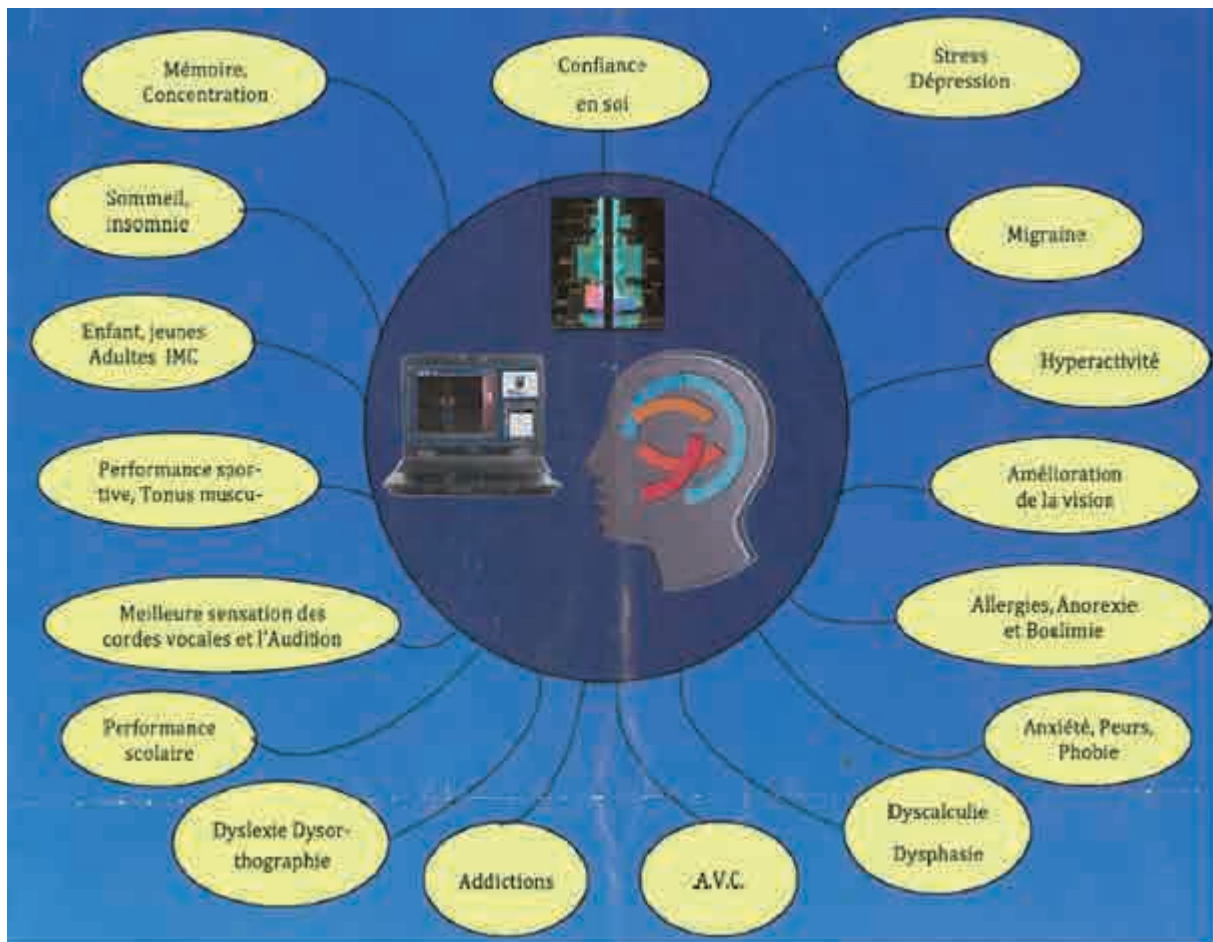 Mémoire,
Concentration
Confiance
en soi
Stress
Dépression
Sommeil,
insomnie
Migraine
Enfant, jeunes
Adultes IMC
Hyperactivité
Performance spor-
tive, Tonus muscu-
Amélioration
de la vision
Meilleure sensation des
cordes vocales et l'Audition
Allergies, Anorexie
et Boulimie
Performance
scolaire
Anxiété, Peurs,
Phobie
Dyslexie Dysor-
thographie
Addictions
A.V.C.
Dyscalculie
Dysphasie